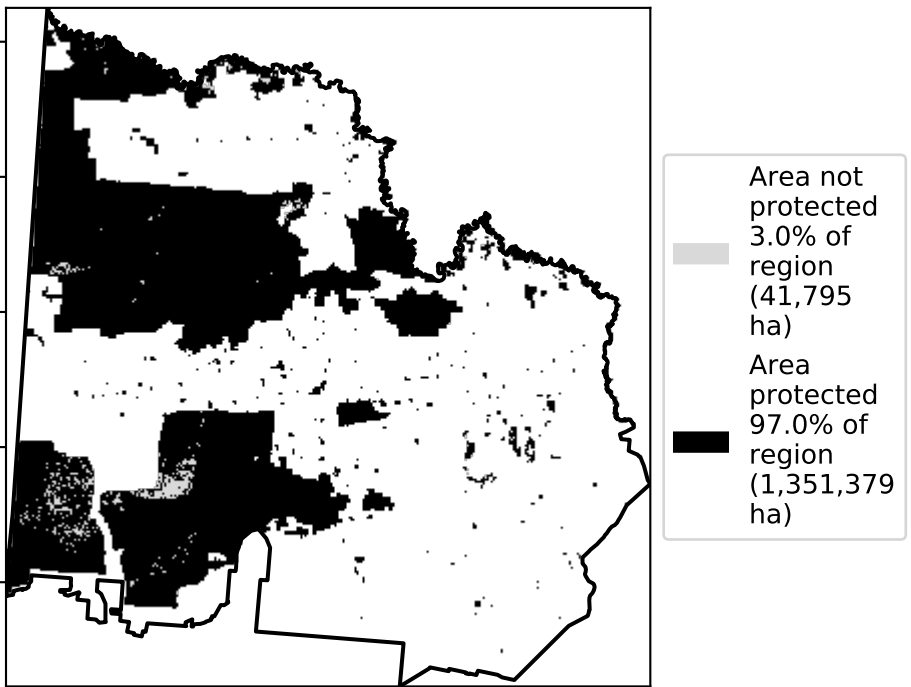 Area not
protected
3.0% of
region
(41,795
ha)
Area
protected
97.0% of
region
(1,351,379
ha)